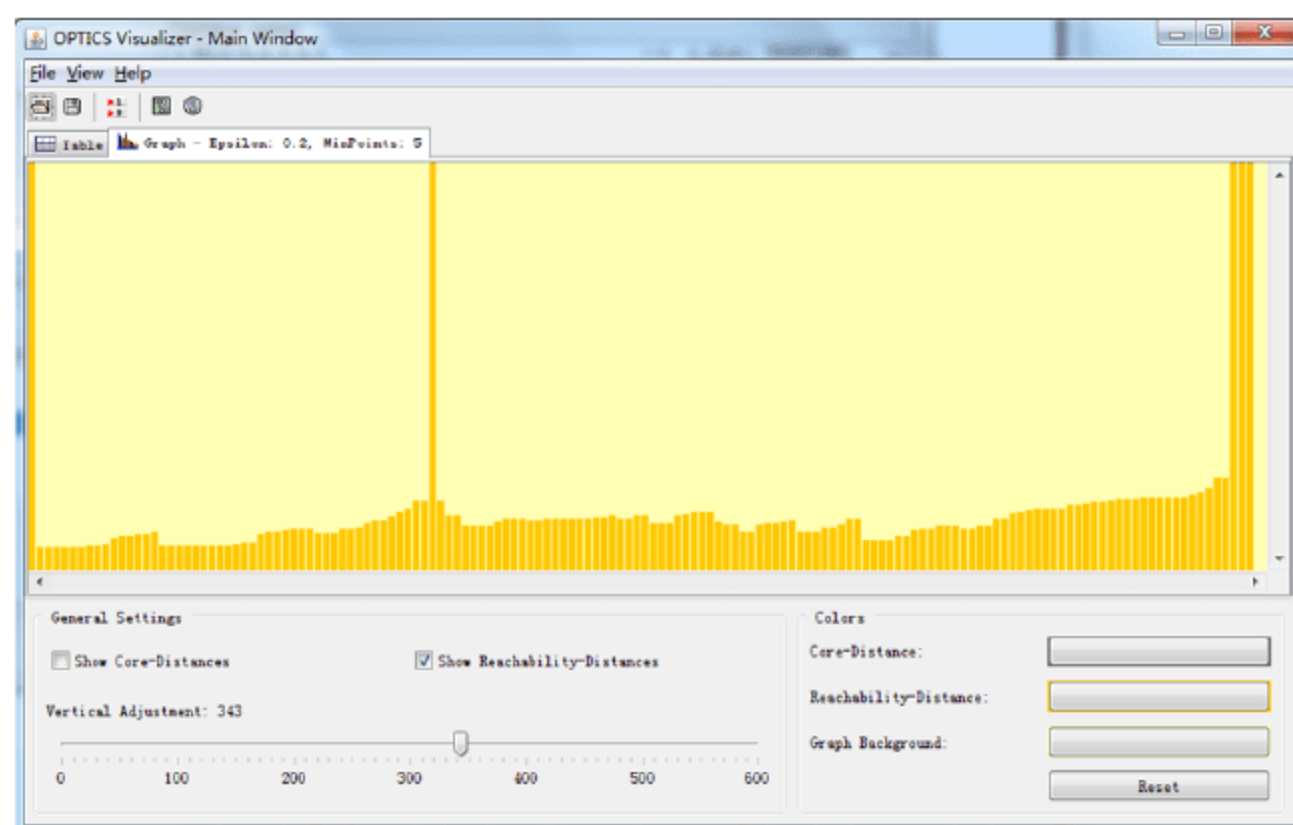 OPTICS Visualizer - Main Window
File View Help
Table Graph - Epsilon: 0.2, MinPoints: 5
General Settings
Show Core-Distances Show Reachability-Distances
Vertical Adjustment: 343
0 100 200 300 400 500 600
Colors
Core-Distance:
Reachability-Distance:
Graph Background:
Reset